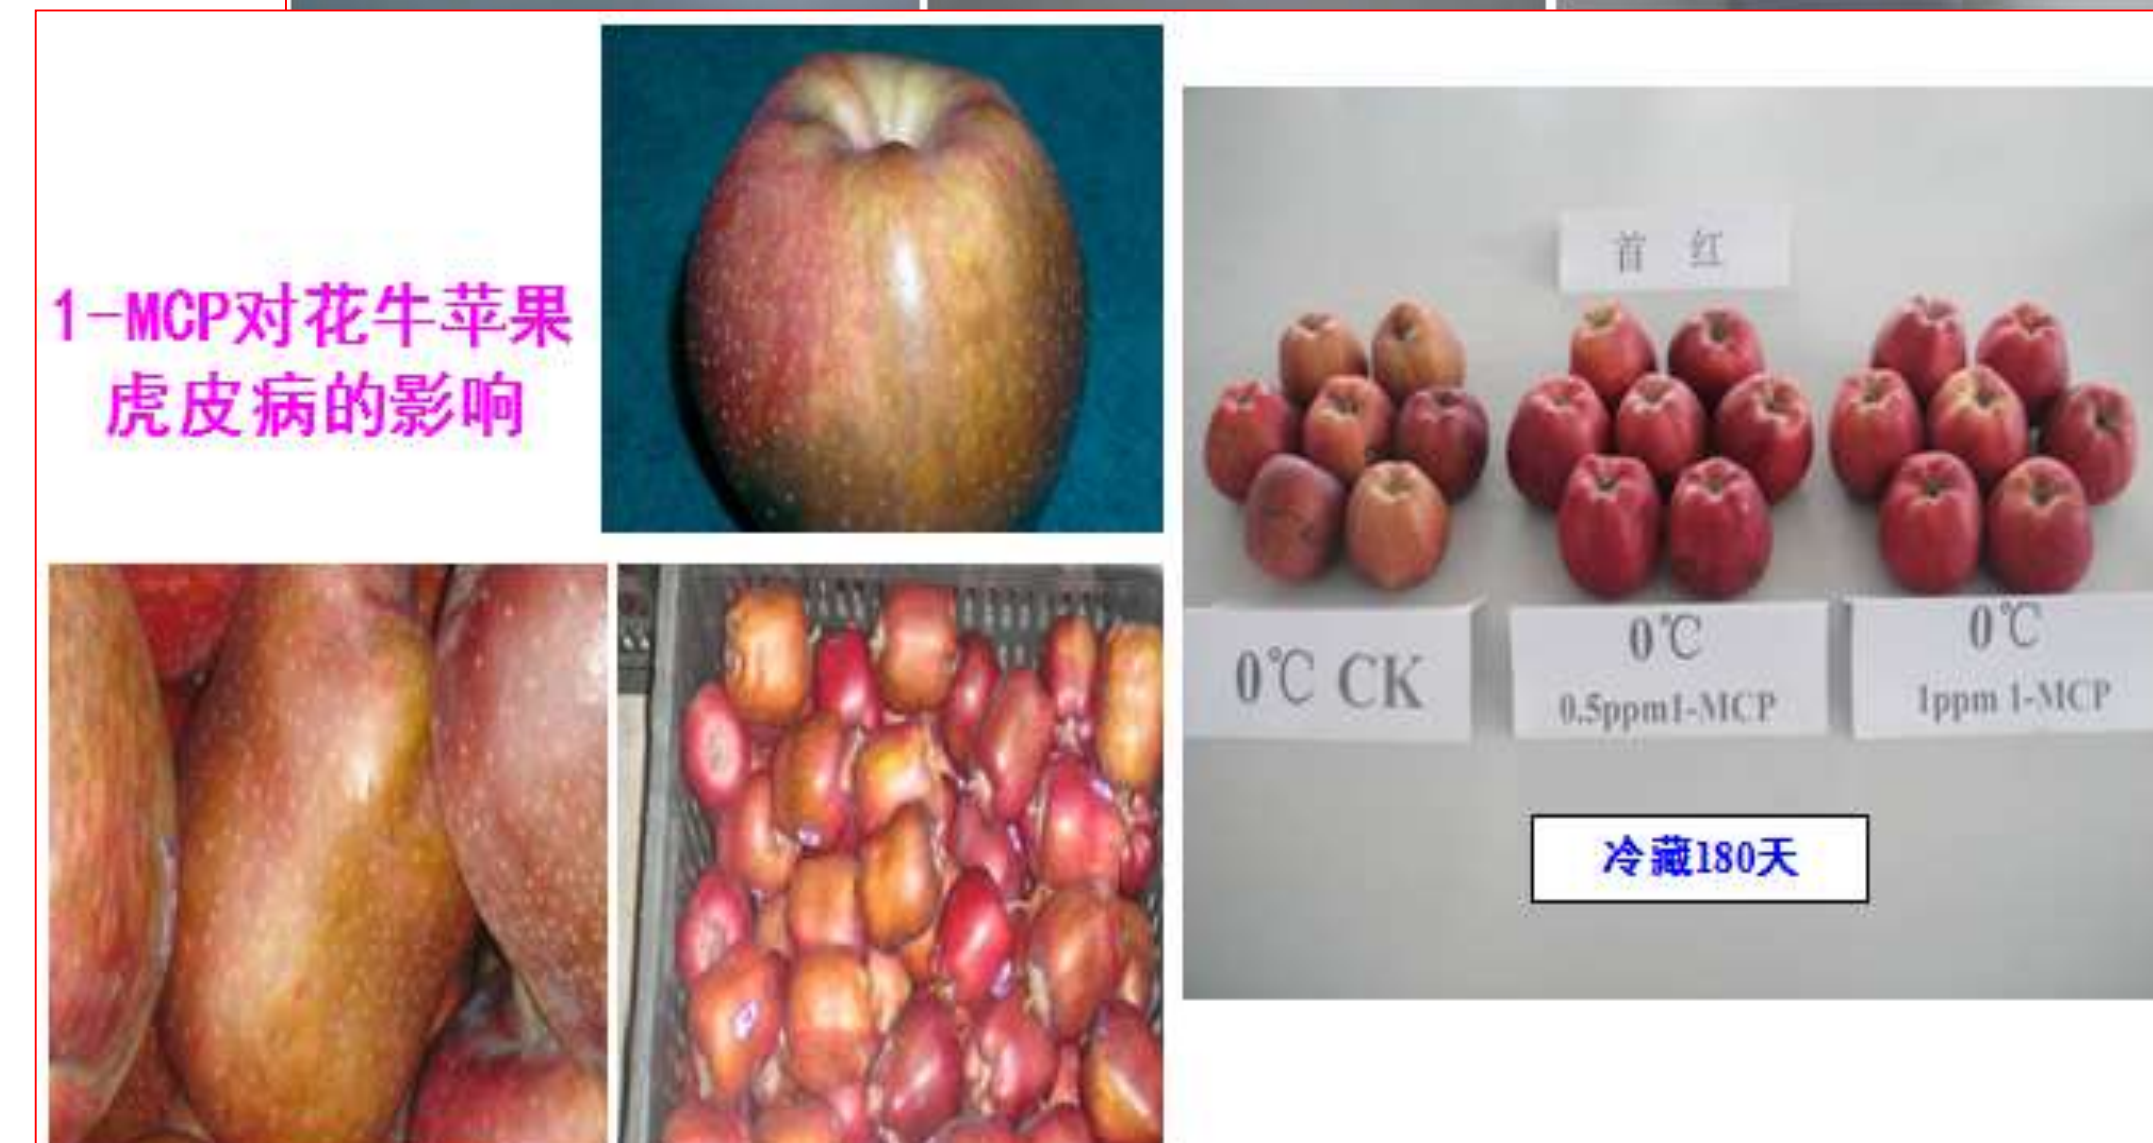 1-MCP对花牛苹果
虎皮病的影响
首 红
0℃ CK
0℃
0.5ppm1-MCP
0℃
1ppm 1-MCP
冷藏180天